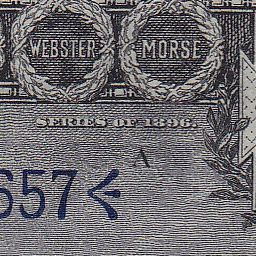 WEBSTER MORSE
SERIES OF 1896.
A
657